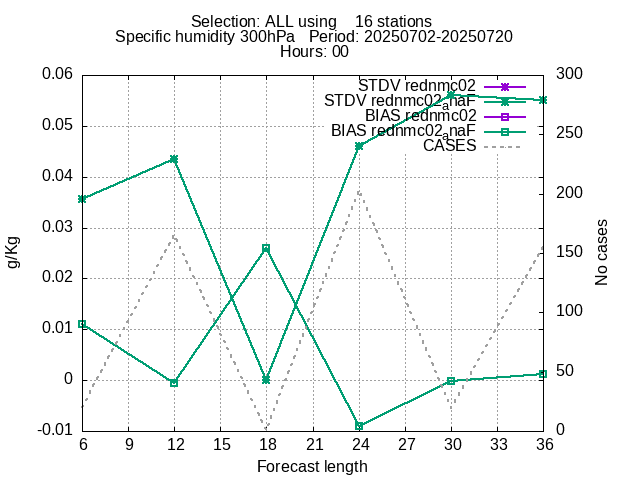 Selection: ALL using    16 stations
Specific humidity 300hPa   Period: 20250702-20250720
Hours: 00
0.06
0.05
0.04
0.03
0.02
0.01
0
-0.01
g/Kg
STDV rednmc02
STDV rednmc02anaF
BIAS rednmc02
BIAS rednmc02anaF
CASES
300
250
200
150
100
50
0
No cases
6 9 12 15 18 21 24 27 30 33 36
Forecast length